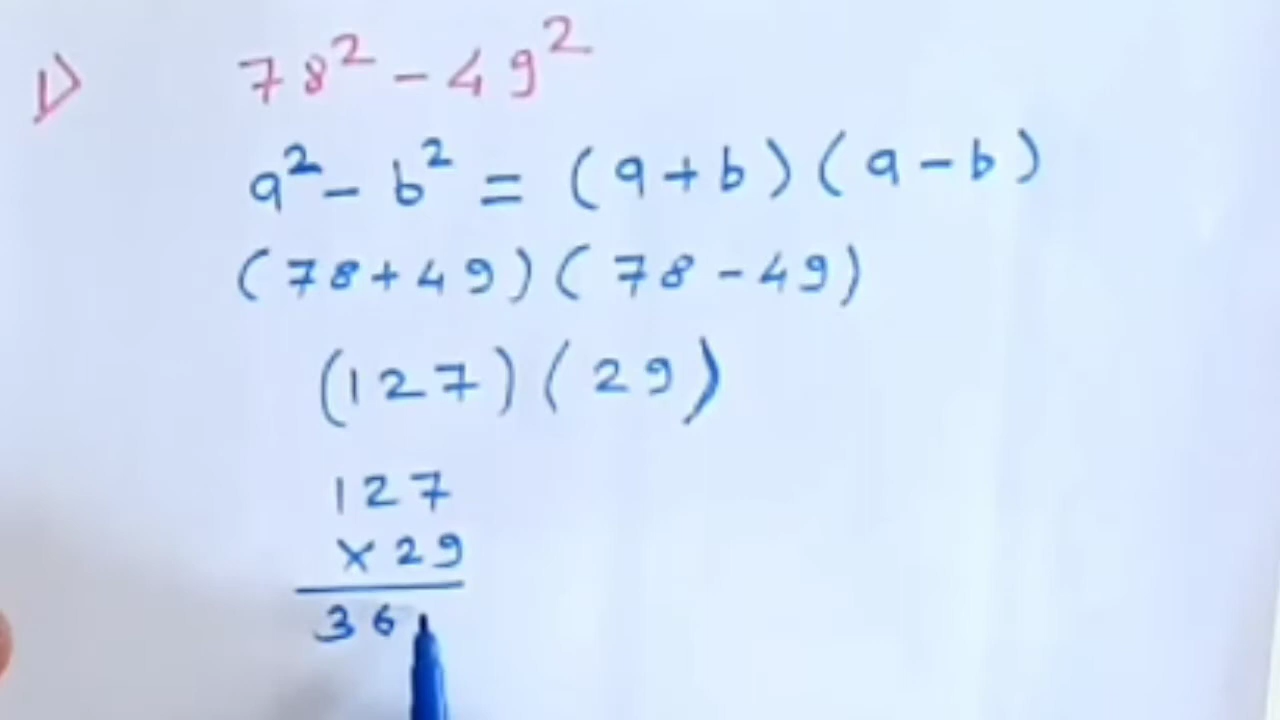 1) 78² - 49²
a² - b² = (a+b)(a-b)
(78+49)(78-49)
(127)(29)
127
×29
36